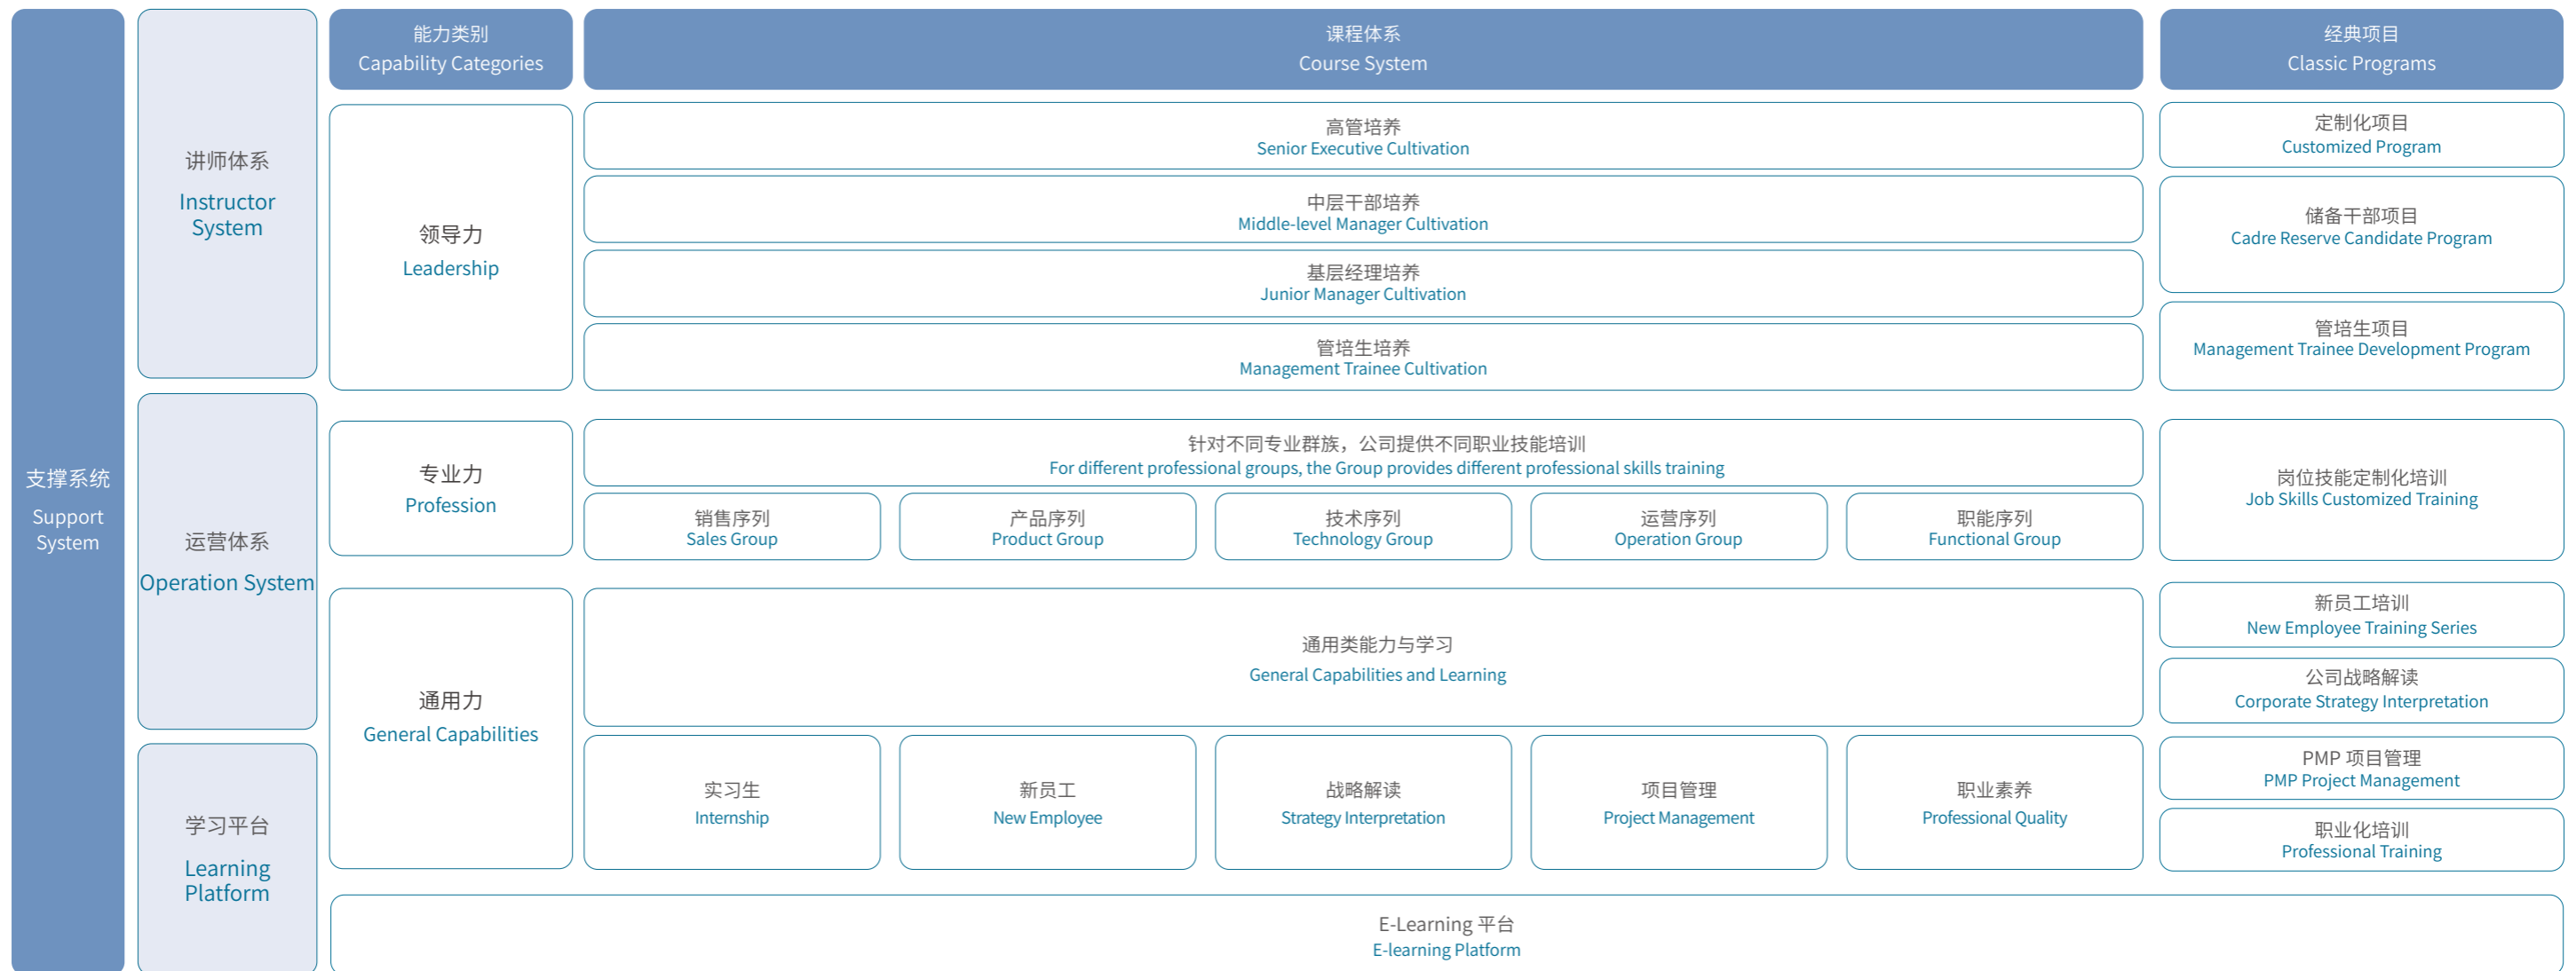 支撑系统
Support
System
讲师体系
Instructor
System
运营体系
Operation System
学习平台
Learning
Platform
能力类别
Capability Categories
课程体系
Course System
经典项目
Classic Programs
领导力
Leadership
高管培养
Senior Executive Cultivation
中层干部培养
Middle-level Manager Cultivation
基层经理培养
Junior Manager Cultivation
管培生培养
Management Trainee Cultivation
定制化项目
Customized Program
储备干部项目
Cadre Reserve Candidate Program
管培生项目
Management Trainee Development Program
专业力
Profession
针对不同专业群族，公司提供不同职业技能培训
For different professional groups, the Group provides different professional skills training
销售序列
Sales Group
产品序列
Product Group
技术序列
Technology Group
运营序列
Operation Group
职能序列
Functional Group
岗位技能定制化培训
Job Skills Customized Training
通用力
General Capabilities
通用类能力与学习
General Capabilities and Learning
实习生
Internship
新员工
New Employee
战略解读
Strategy Interpretation
项目管理
Project Management
职业素养
Professional Quality
新员工培训
New Employee Training Series
公司战略解读
Corporate Strategy Interpretation
PMP 项目管理
PMP Project Management
职业化培训
Professional Training
E-Learning 平台
E-learning Platform